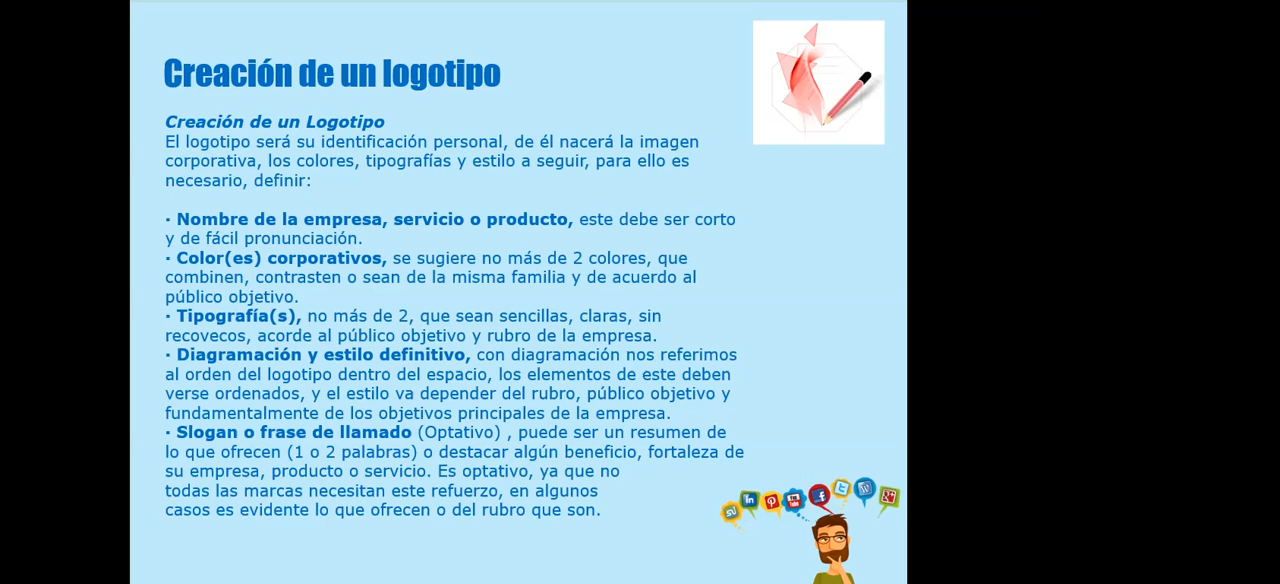 Creación de un logotipo
Creación de un Logotipo
El logotipo será su identificación personal, de él nacerá la imagen
corporativa, los colores, tipografías y estilo a seguir, para ello es
necesario, definir:
· Nombre de la empresa, servicio o producto, este debe ser corto
y de fácil pronunciación.
· Color(es) corporativos, se sugiere no más de 2 colores, que
combinen, contrasten o sean de la misma familia y de acuerdo al
público objetivo.
· Tipografía(s), no más de 2, que sean sencillas, claras, sin
recovecos, acorde al público objetivo y rubro de la empresa.
· Diagramación y estilo definitivo, con diagramación nos referimos
al orden del logotipo dentro del espacio, los elementos de este deben
verse ordenados, y el estilo va depender del rubro, público objetivo y
fundamentalmente de los objetivos principales de la empresa.
· Slogan o frase de llamado (Optativo) , puede ser un resumen de
lo que ofrecen (1 o 2 palabras) o destacar algún beneficio, fortaleza de
su empresa, producto o servicio. Es optativo, ya que no
todas las marcas necesitan este refuerzo, en algunos
casos es evidente lo que ofrecen o del rubro que son.